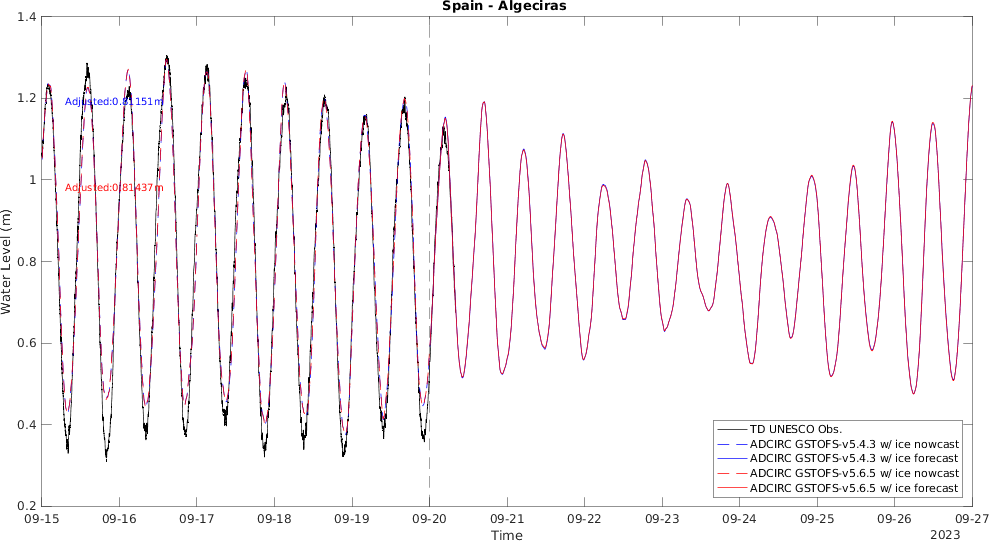 Spain - Algeciras
1.4
1.2
1
0.8
0.6
0.4
0.2
Water Level (m)
Adjusted:0.81151m
Adjusted:0.81437m
TD UNESCO Obs.
ADCIRC GSTOFS-v5.4.3 w/ ice nowcast
ADCIRC GSTOFS-v5.4.3 w/ ice forecast
ADCIRC GSTOFS-v5.6.5 w/ ice nowcast
ADCIRC GSTOFS-v5.6.5 w/ ice forecast
09-15 09-16 09-17 09-18 09-19 09-20 09-21 09-22 09-23 09-24 09-25 09-26 09-27
Time
2023